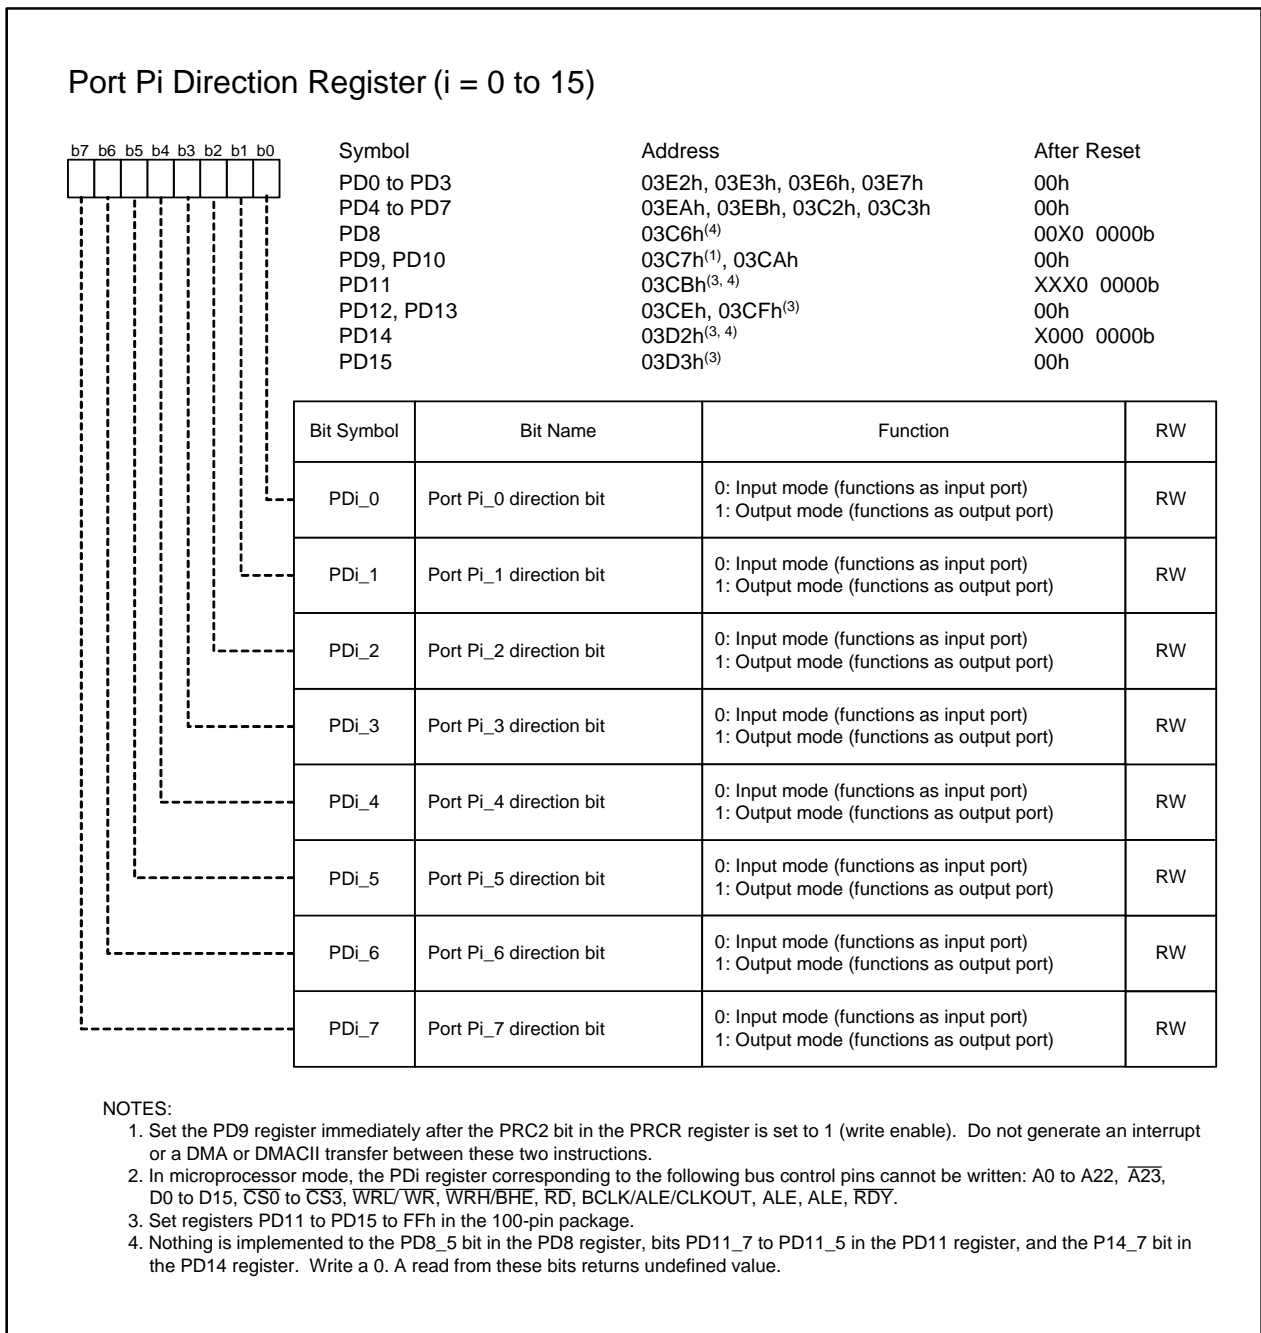 Port Pi Direction Register (i = 0 to 15)
b7 b6 b5 b4 b3 b2 b1 b0
Symbol Address After Reset
PD0 to PD3 03E2h, 03E3h, 03E6h, 03E7h 00h
PD4 to PD7 03EAh, 03EBh, 03C2h, 03C3h 00h
PD8 03C6h(4) 00X0 0000b
PD9, PD10 03C7h(1), 03CAh 00h
PD11 03CBh(3, 4) XXX0 0000b
PD12, PD13 03CEh, 03CFh(3) 00h
PD14 03D2h(3, 4) X000 0000b
PD15 03D3h(3) 00h
Bit Symbol Bit Name Function RW
PDi_0 Port Pi_0 direction bit 0: Input mode (functions as input port) RW
1: Output mode (functions as output port)
PDi_1 Port Pi_1 direction bit 0: Input mode (functions as input port) RW
1: Output mode (functions as output port)
PDi_2 Port Pi_2 direction bit 0: Input mode (functions as input port) RW
1: Output mode (functions as output port)
PDi_3 Port Pi_3 direction bit 0: Input mode (functions as input port) RW
1: Output mode (functions as output port)
PDi_4 Port Pi_4 direction bit 0: Input mode (functions as input port) RW
1: Output mode (functions as output port)
PDi_5 Port Pi_5 direction bit 0: Input mode (functions as input port) RW
1: Output mode (functions as output port)
PDi_6 Port Pi_6 direction bit 0: Input mode (functions as input port) RW
1: Output mode (functions as output port)
PDi_7 Port Pi_7 direction bit 0: Input mode (functions as input port) RW
1: Output mode (functions as output port)
NOTES:
1. Set the PD9 register immediately after the PRC2 bit in the PRCR register is set to 1 (write enable). Do not generate an interrupt
or a DMA or DMACII transfer between these two instructions.
2. In microprocessor mode, the PDi register corresponding to the following bus control pins cannot be written: A0 to A22, A23,
D0 to D15, CS0 to CS3, WRL/ WR, WRH/BHE, RD, BCLK/ALE/CLKOUT, ALE, ALE, RDY.
3. Set registers PD11 to PD15 to FFh in the 100-pin package.
4. Nothing is implemented to the PD8_5 bit in the PD8 register, bits PD11_7 to PD11_5 in the PD11 register, and the P14_7 bit in
the PD14 register. Write a 0. A read from these bits returns undefined value.